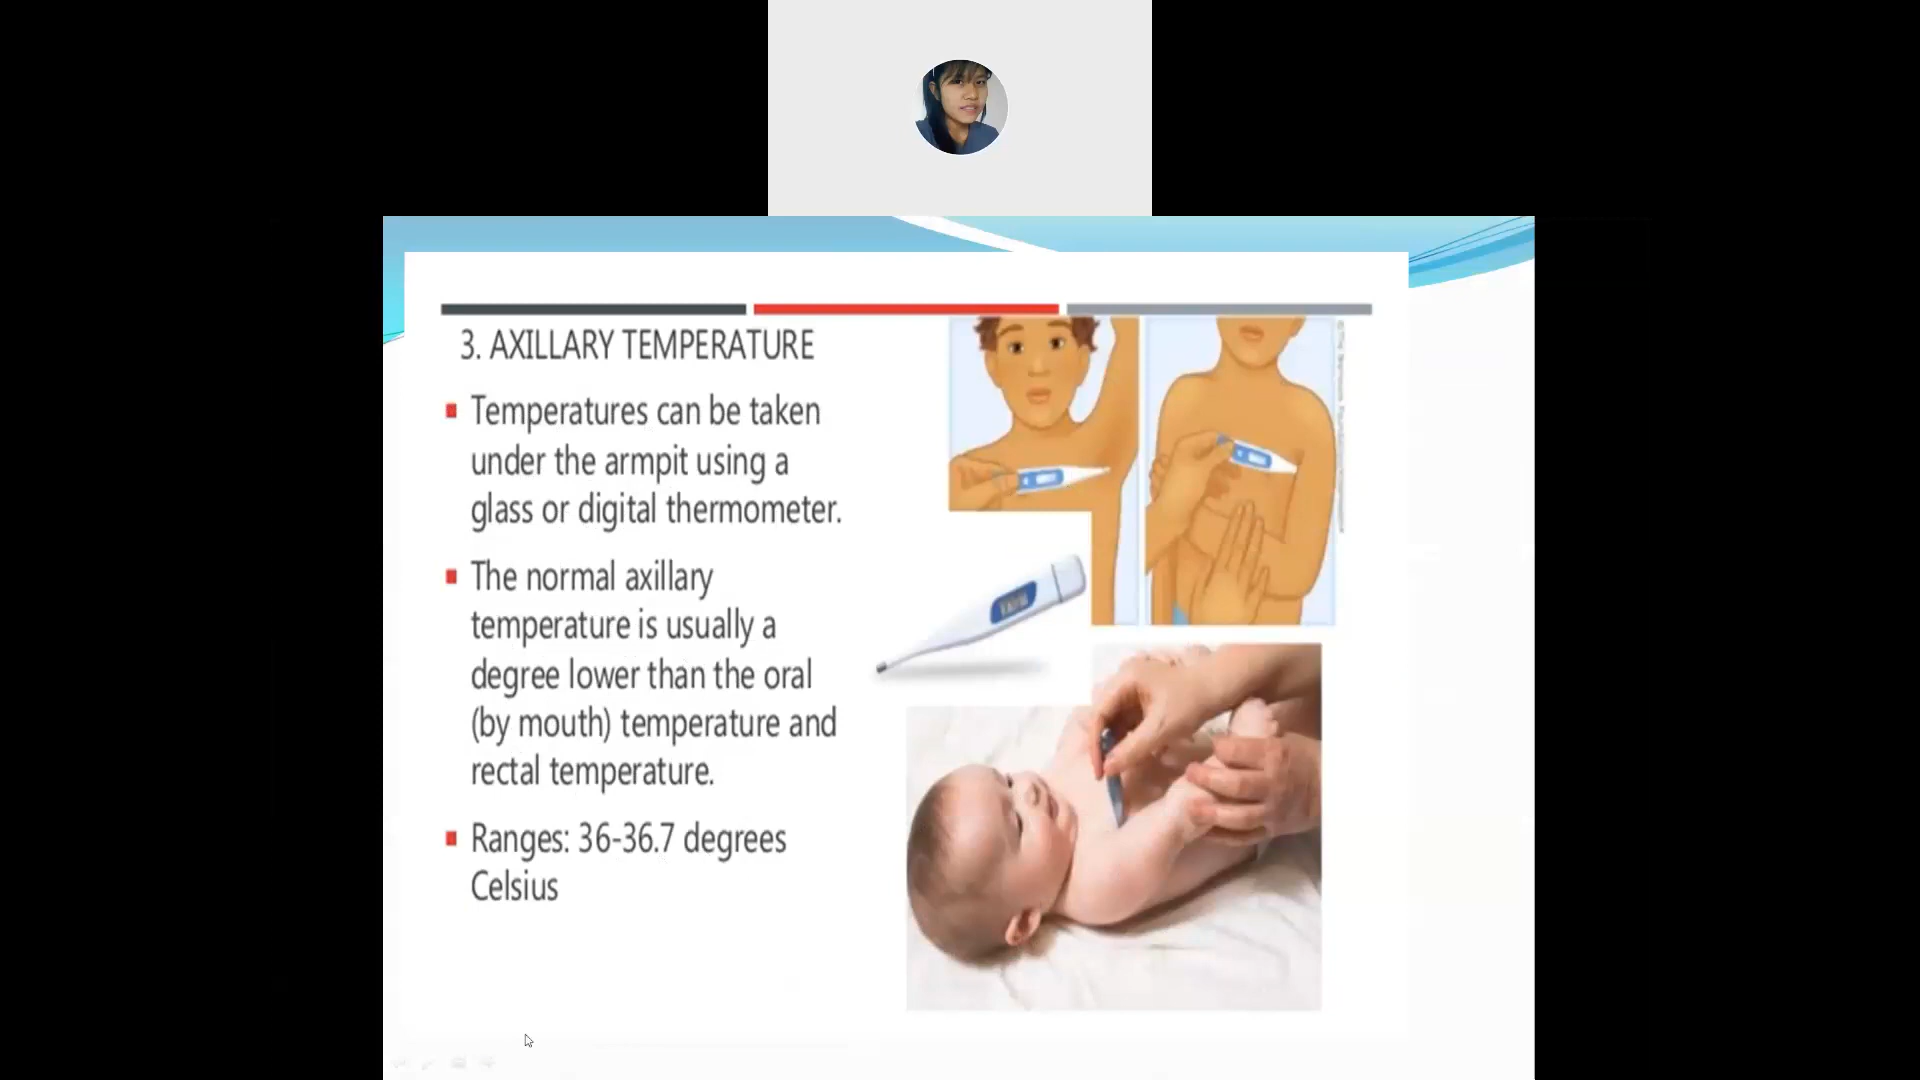 3. AXILLARY TEMPERATURE
Temperatures can be taken
under the armpit using a
glass or digital thermometer.
The normal axillary
temperature is usually a
degree lower than the oral
(by mouth) temperature and
rectal temperature.
Ranges: 36-36.7 degrees
Celsius